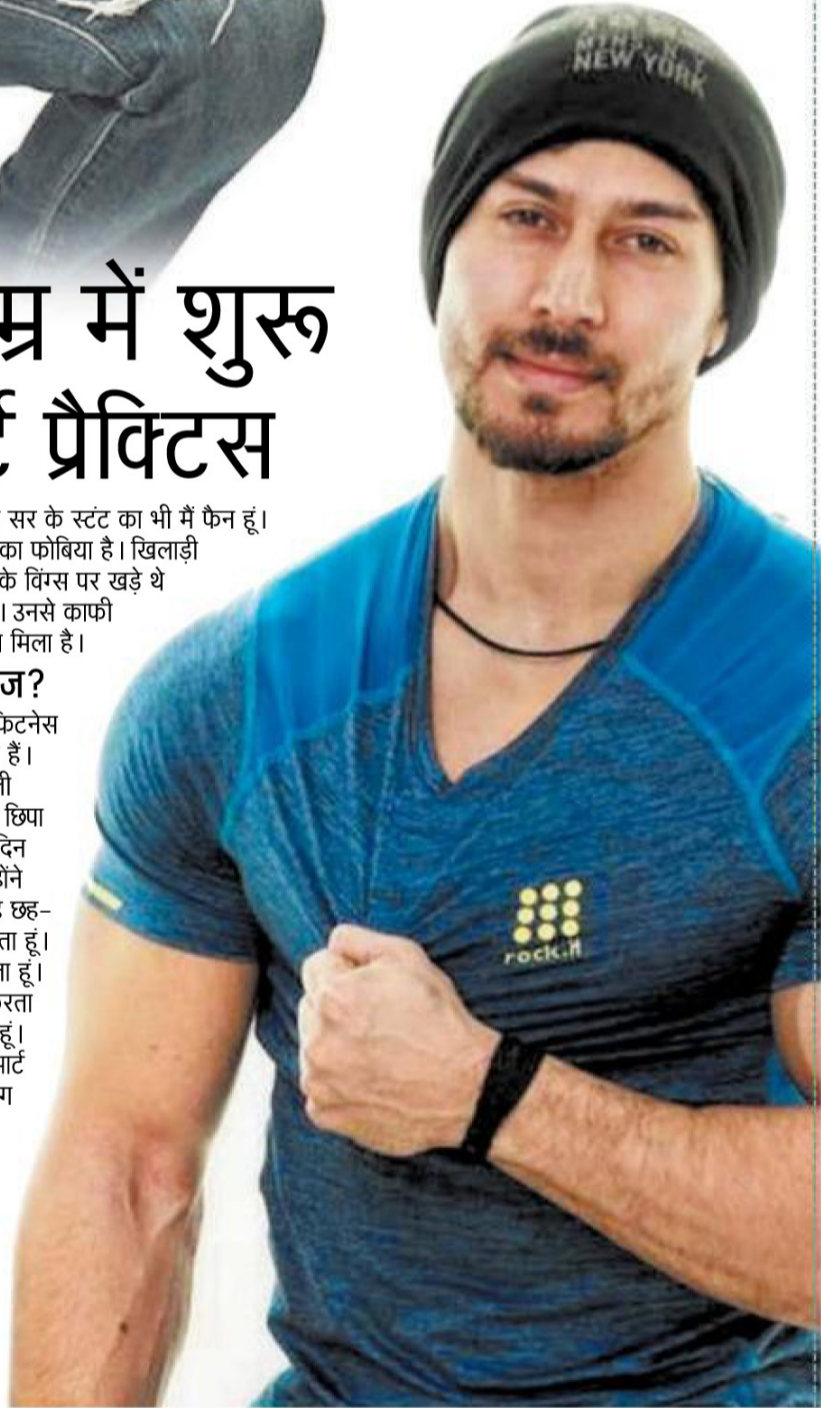 NEW YORK
में शुरू
प्रैक्टिस
सर के स्टंट का भी मैं फैन हूं।
का फोबिया है। खिलाड़ी
के विंग्स पर खड़े थे
। उनसे काफी
मिला है।
ज?
फिटनेस
हैं।
छिपा
दिन
छह-
ता हूं।
ा हूं।
रता
हूं।
ार्ट
ग
rock.it